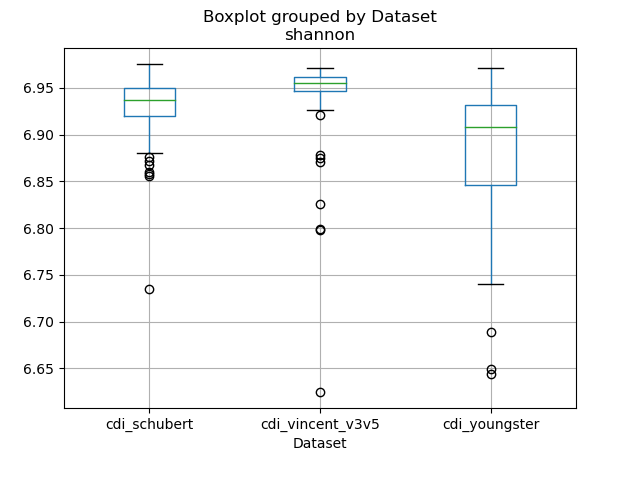 Boxplot grouped by Dataset
shannon
6.95
6.90
6.85
6.80
6.75
6.70
6.65
cdi_schubert
cdi_vincent_v3v5
cdi_youngster
Dataset